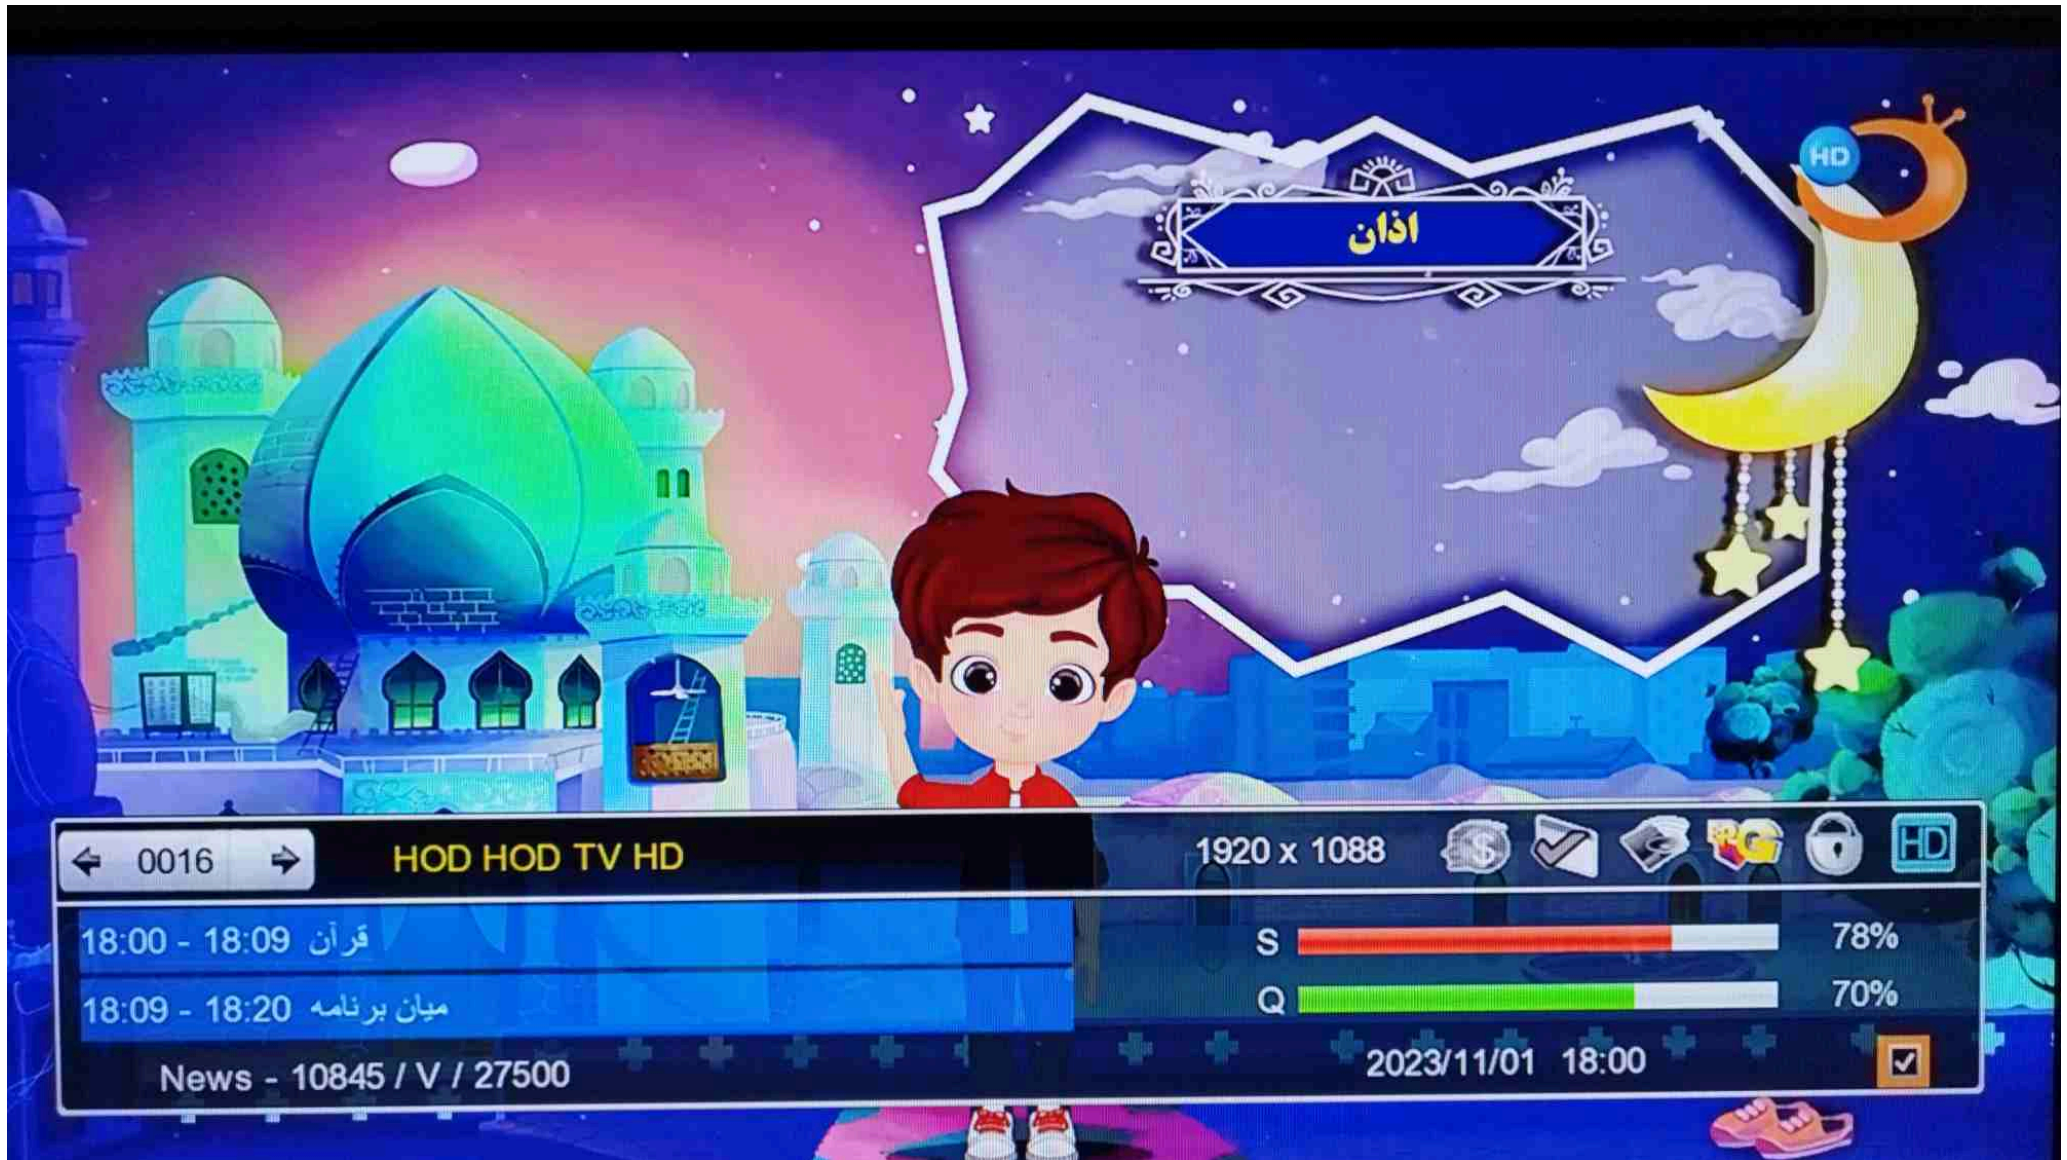 HD
اذان
0016
HOD HOD TV HD
1920 x 1088
$
HD
18:00 - 18:09 قرآن
S 78%
18:09 - 18:20 میان برنامه
Q 70%
News - 10845 / V / 27500
2023/11/01 18:00